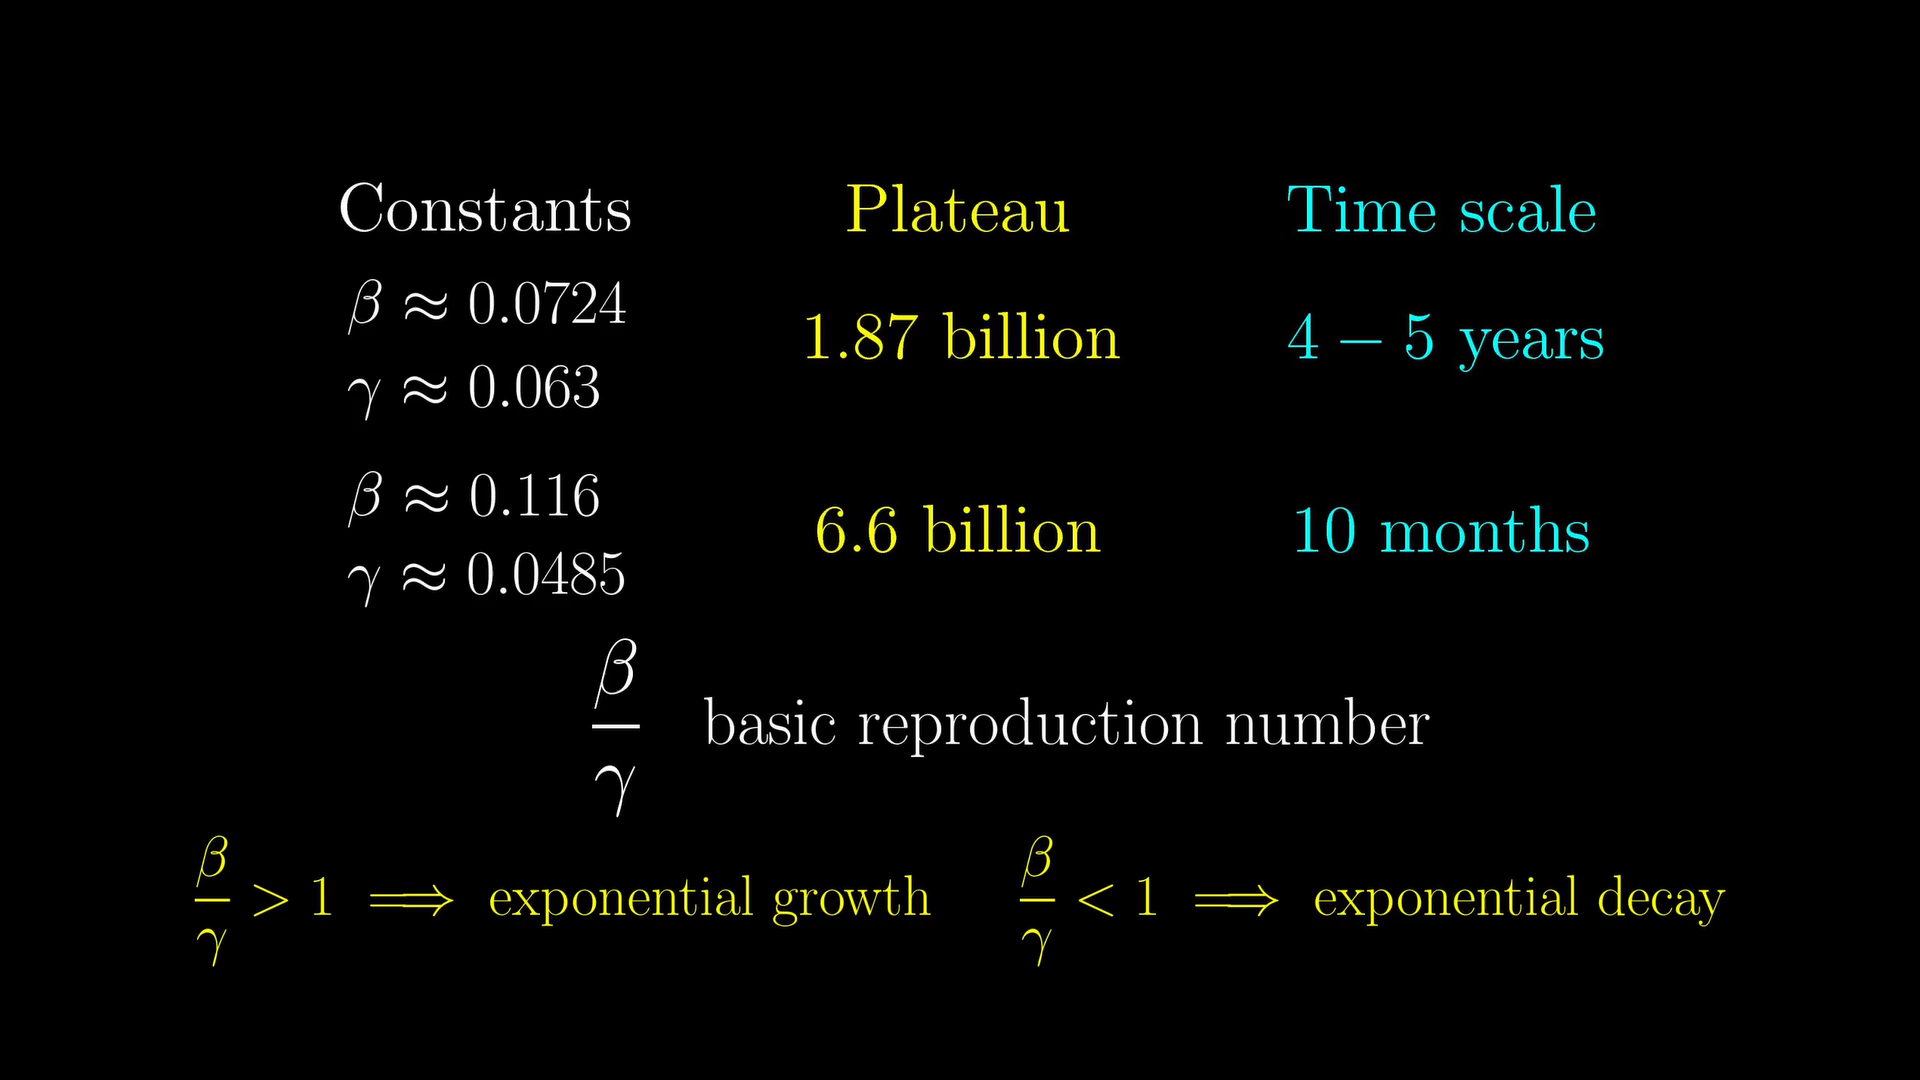 Constants Plateau Time scale
β ≈ 0.0724
1.87 billion 4 − 5 years
γ ≈ 0.063
β ≈ 0.116
6.6 billion 10 months
γ ≈ 0.0485
β/γ basic reproduction number
β/γ > 1 ⟹ exponential growth β/γ < 1 ⟹ exponential decay